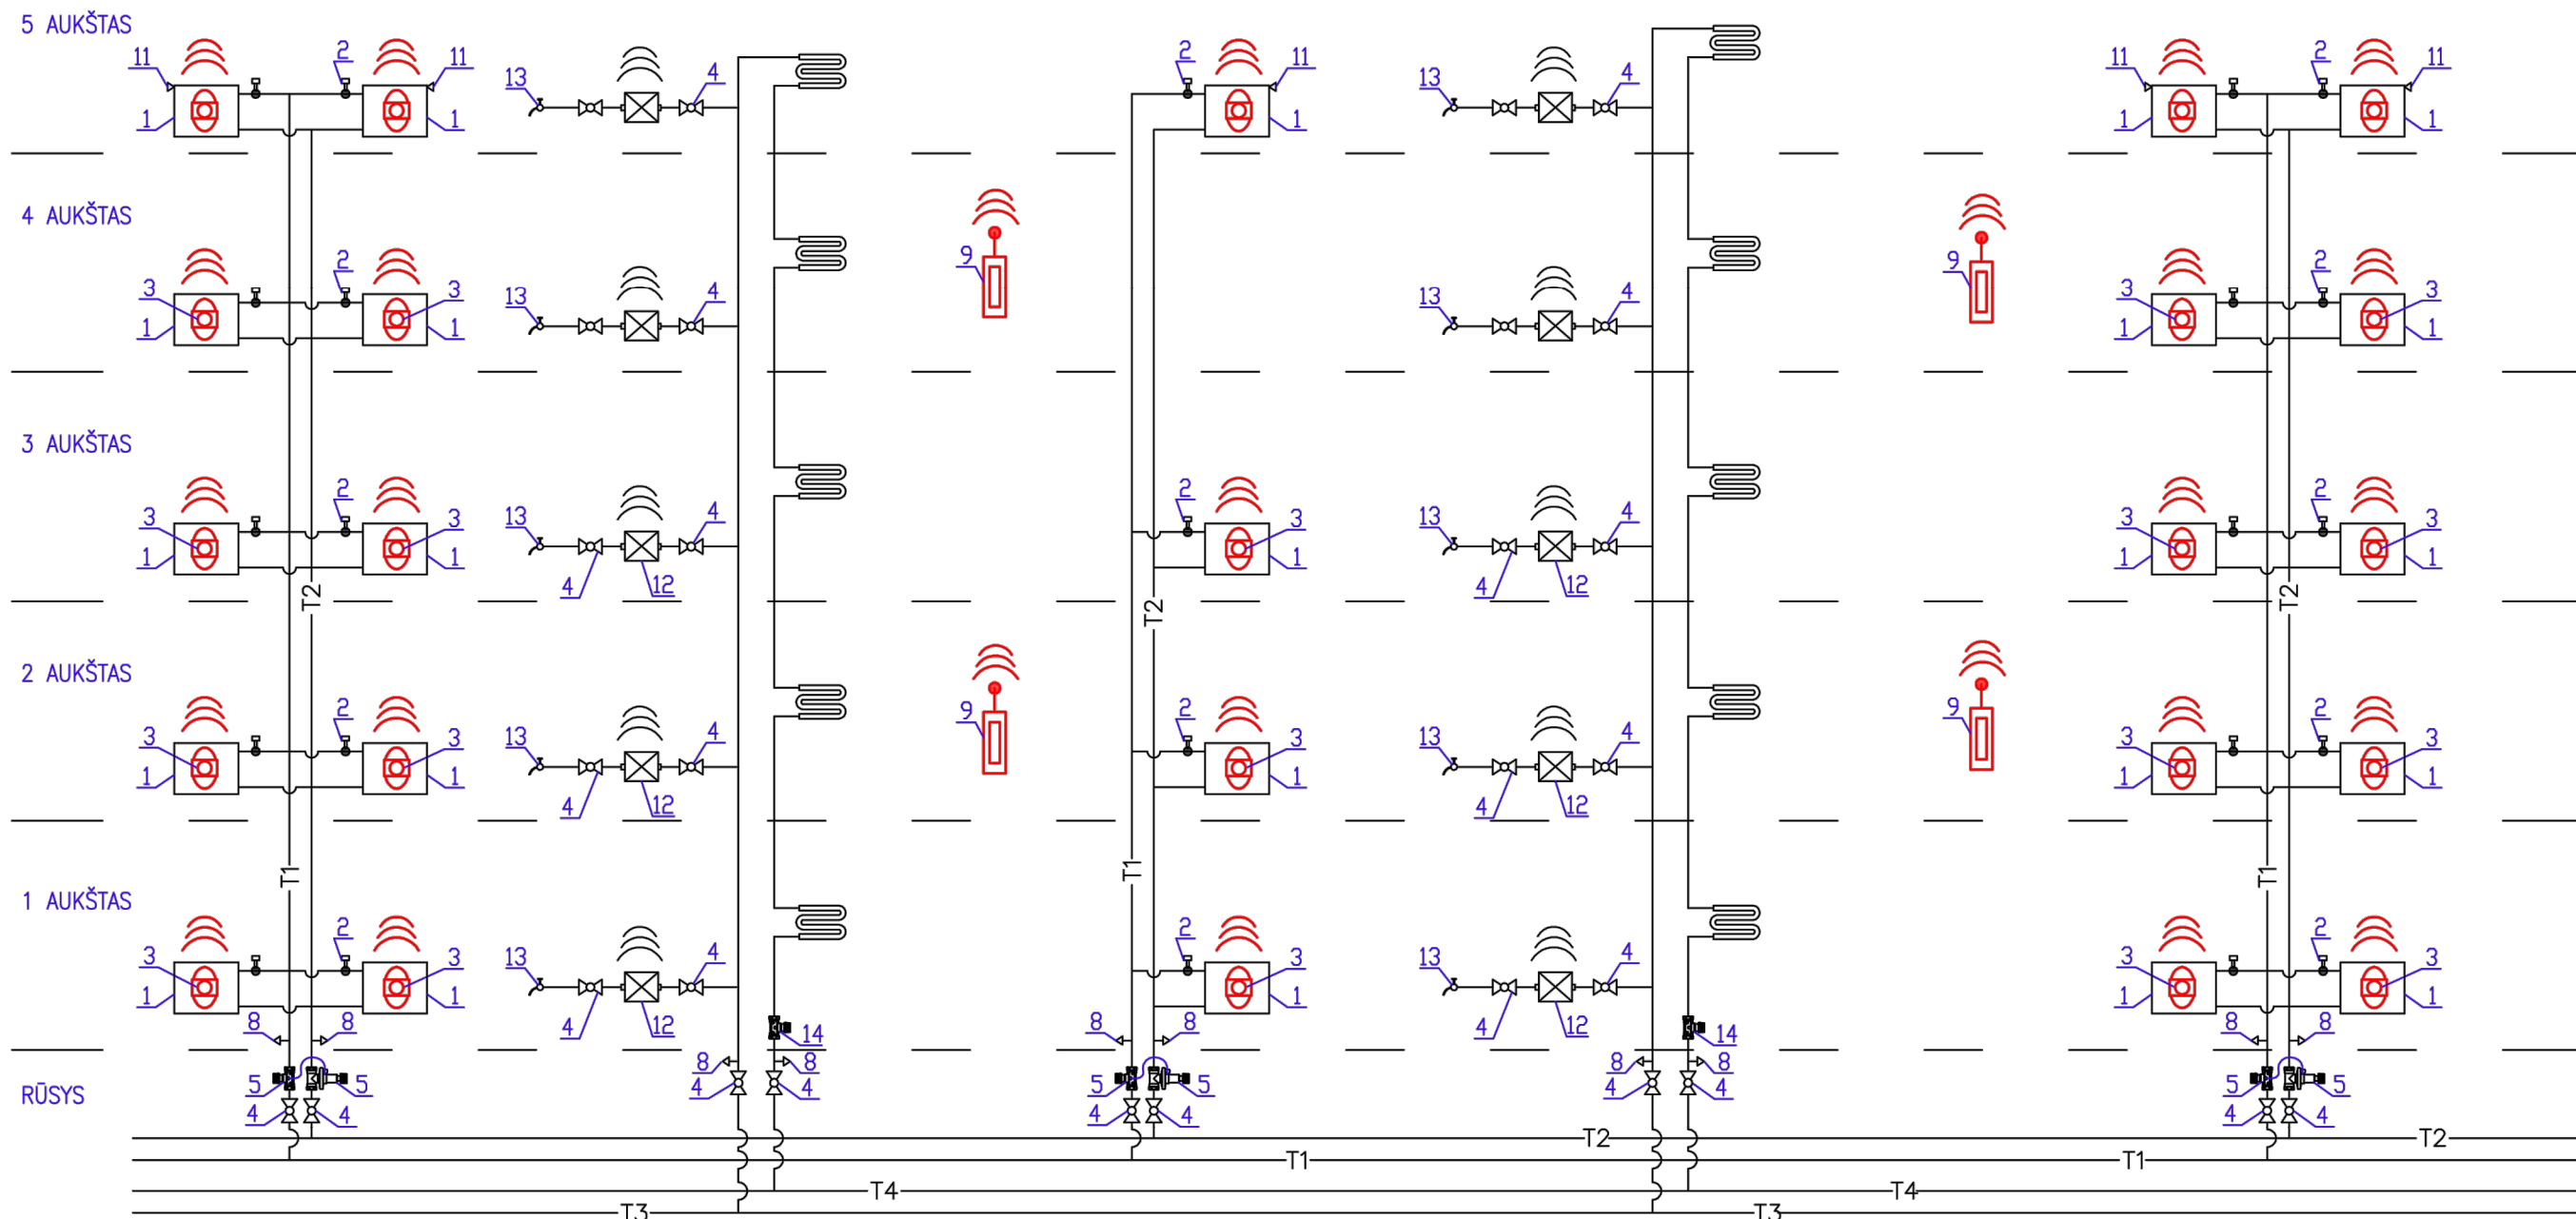 5 AUKŠTAS
11 2 11 13 4 2 11 13 4 11 2 11
1 1 1 1 1
4 AUKŠTAS
9 9
3 2 3 13 4 13 4 3 2 3
1 1 1 1
3 AUKŠTAS
3 2 3 13 4 2 3 13 4 3 2 3
1 1 4 12 1 4 12 1 1
T2 T2 T2
2 AUKŠTAS
9 9
3 2 3 13 4 2 3 13 4 3 2 3
1 1 4 12 1 4 12 1 1
T1 T1 T1
1 AUKŠTAS
3 2 3 13 4 2 3 13 4 3 2 3
1 1 4 12 1 4 12 1 1
8 8 14 8 8 14 8 8
8 8 8 8
RŪSYS
5 5 4 4 5 5 4 4 5 5
4 4 4 4 4 4
T2 T2
T1 T1
T4 T4
T3 T3